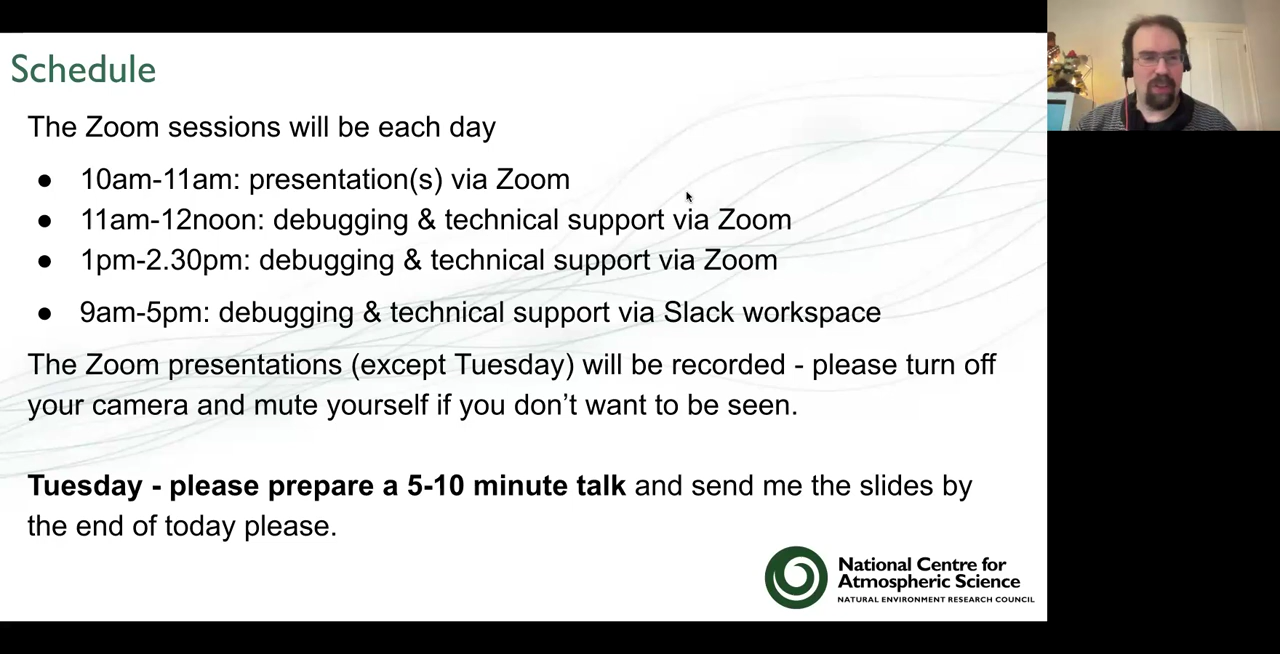 Schedule
The Zoom sessions will be each day
● 10am-11am: presentation(s) via Zoom
● 11am-12noon: debugging & technical support via Zoom
● 1pm-2.30pm: debugging & technical support via Zoom
● 9am-5pm: debugging & technical support via Slack workspace
The Zoom presentations (except Tuesday) will be recorded - please turn off
your camera and mute yourself if you don’t want to be seen.
Tuesday - please prepare a 5-10 minute talk and send me the slides by
the end of today please.
National Centre for
Atmospheric Science
NATURAL ENVIRONMENT RESEARCH COUNCIL